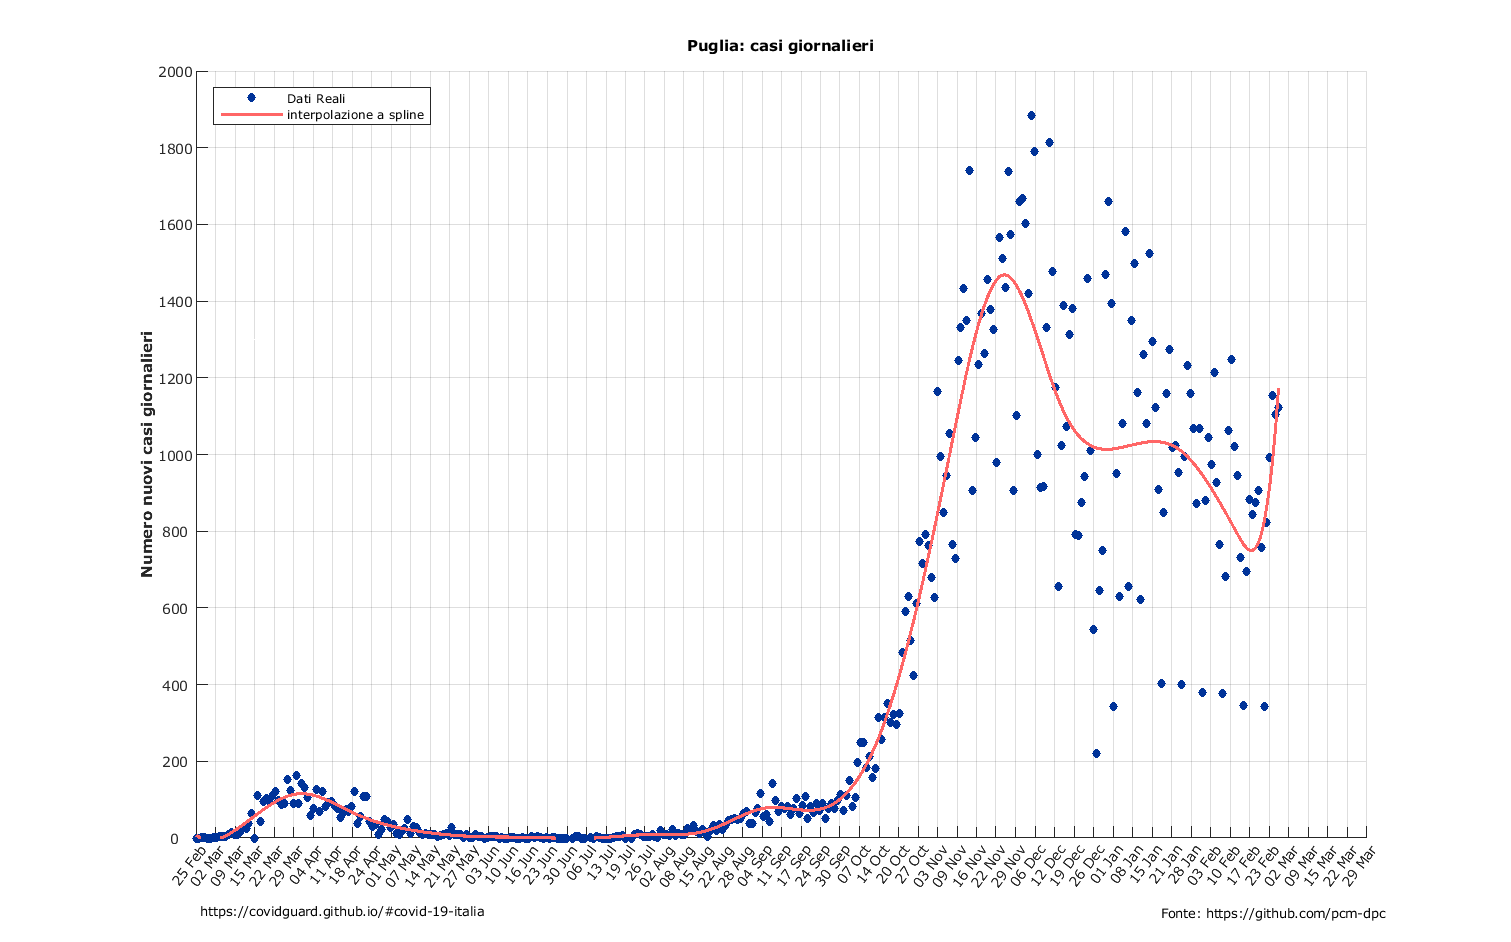 Puglia: casi giornalieri
2000
1800
1600
1400
1200
1000
800
600
400
200
0
Dati Reali
interpolazione a spline
Numero nuovi casi giornalieri
25 Feb
02 Mar
09 Mar
15 Mar
22 Mar
29 Mar
04 Apr
11 Apr
18 Apr
24 Apr
01 May
07 May
14 May
21 May
27 May
03 Jun
10 Jun
16 Jun
23 Jun
30 Jun
06 Jul
13 Jul
19 Jul
26 Jul
02 Aug
08 Aug
15 Aug
21 Aug
28 Aug
04 Sep
11 Sep
17 Sep
24 Sep
30 Sep
07 Oct
14 Oct
20 Oct
27 Oct
03 Nov
09 Nov
16 Nov
22 Nov
29 Nov
06 Dec
12 Dec
19 Dec
26 Dec
01 Jan
08 Jan
15 Jan
21 Jan
28 Jan
03 Feb
10 Feb
17 Feb
23 Feb
02 Mar
09 Mar
15 Mar
22 Mar
29 Mar
https://covidguard.github.io/#covid-19-italia
Fonte: https://github.com/pcm-dpc